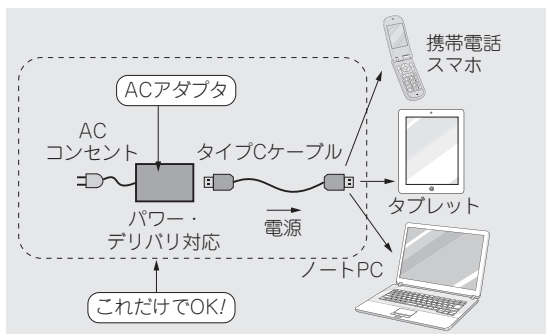 携帯電話
スマホ
ACアダプタ
AC
コンセント
タイプCケーブル
タブレット
パワー・
デリバリ対応
電源
ノートPC
これだけでOK!